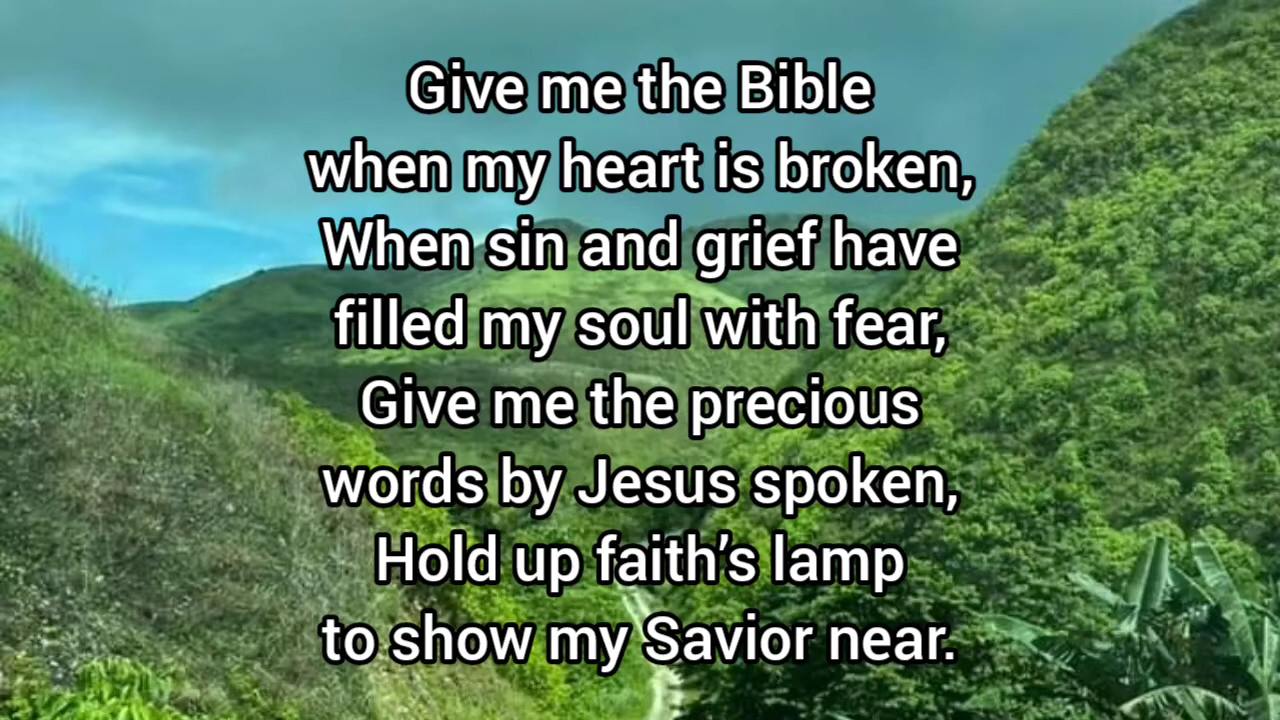 Give me the Bible
when my heart is broken,
When sin and grief have
filled my soul with fear,
Give me the precious
words by Jesus spoken,
Hold up faith’s lamp
to show my Savior near.